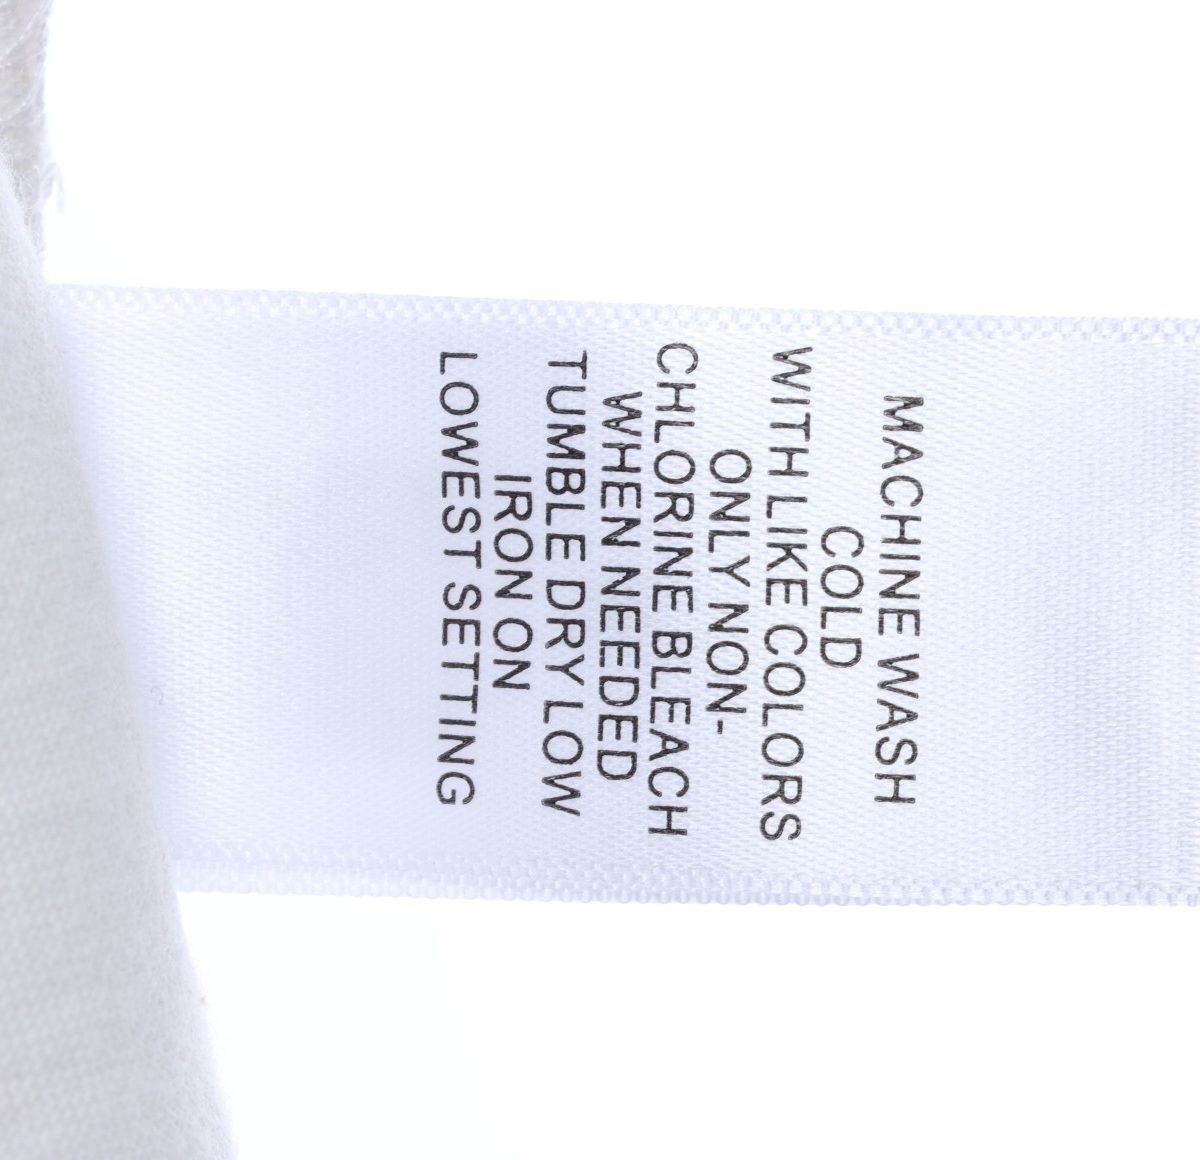 MACHINE WASH
COLD
WITH LIKE COLORS
ONLY NON-
CHLORINE BLEACH
WHEN NEEDED
TUMBLE DRY LOW
IRON ON
LOWEST SETTING